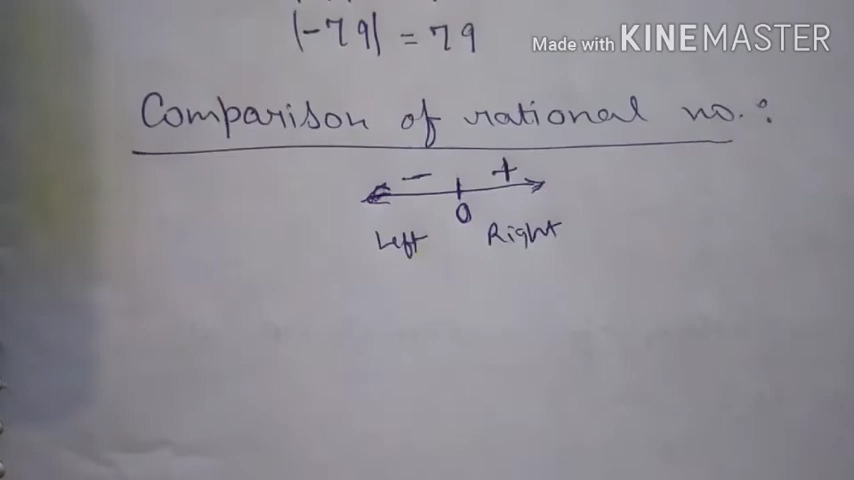 |-79| = 79
Made with KINEMASTER
Comparison of rational no.:
- +
0
Left Right